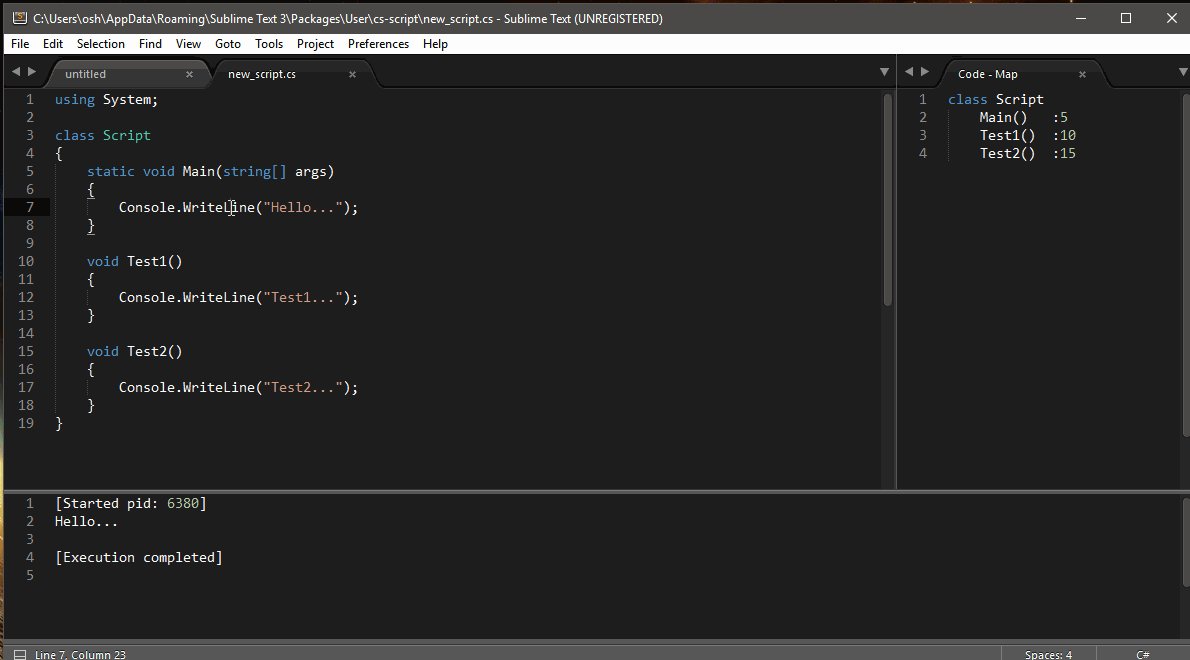 C:\Users\osh\AppData\Roaming\Sublime Text 3\Packages\User\cs-script\new_script.cs - Sublime Text (UNREGISTERED)
File Edit Selection Find View Goto Tools Project Preferences Help
untitled new_script.cs
1 using System;
2
3 class Script
4 {
5 static void Main(string[] args)
6 {
7 Console.WriteLine("Hello...");
8 }
9
10 void Test1()
11 {
12 Console.WriteLine("Test1...");
13 }
14
15 void Test2()
16 {
17 Console.WriteLine("Test2...");
18 }
19 }
Code - Map
1 class Script
2 Main() :5
3 Test1() :10
4 Test2() :15
1 [Started pid: 6380]
2 Hello...
3
4 [Execution completed]
5
Line 7, Column 23 Spaces: 4 C#